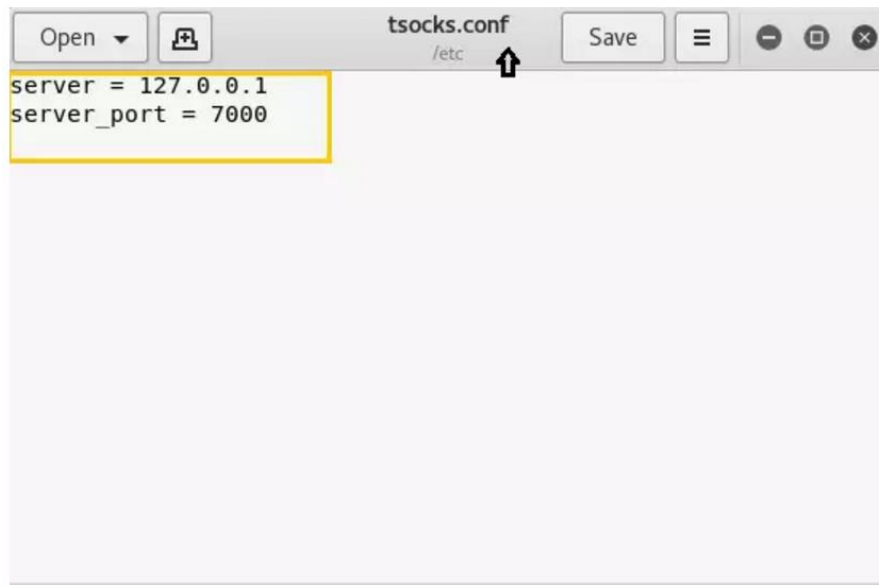 Open
tsocks.conf
/etc
Save
server = 127.0.0.1
server_port = 7000